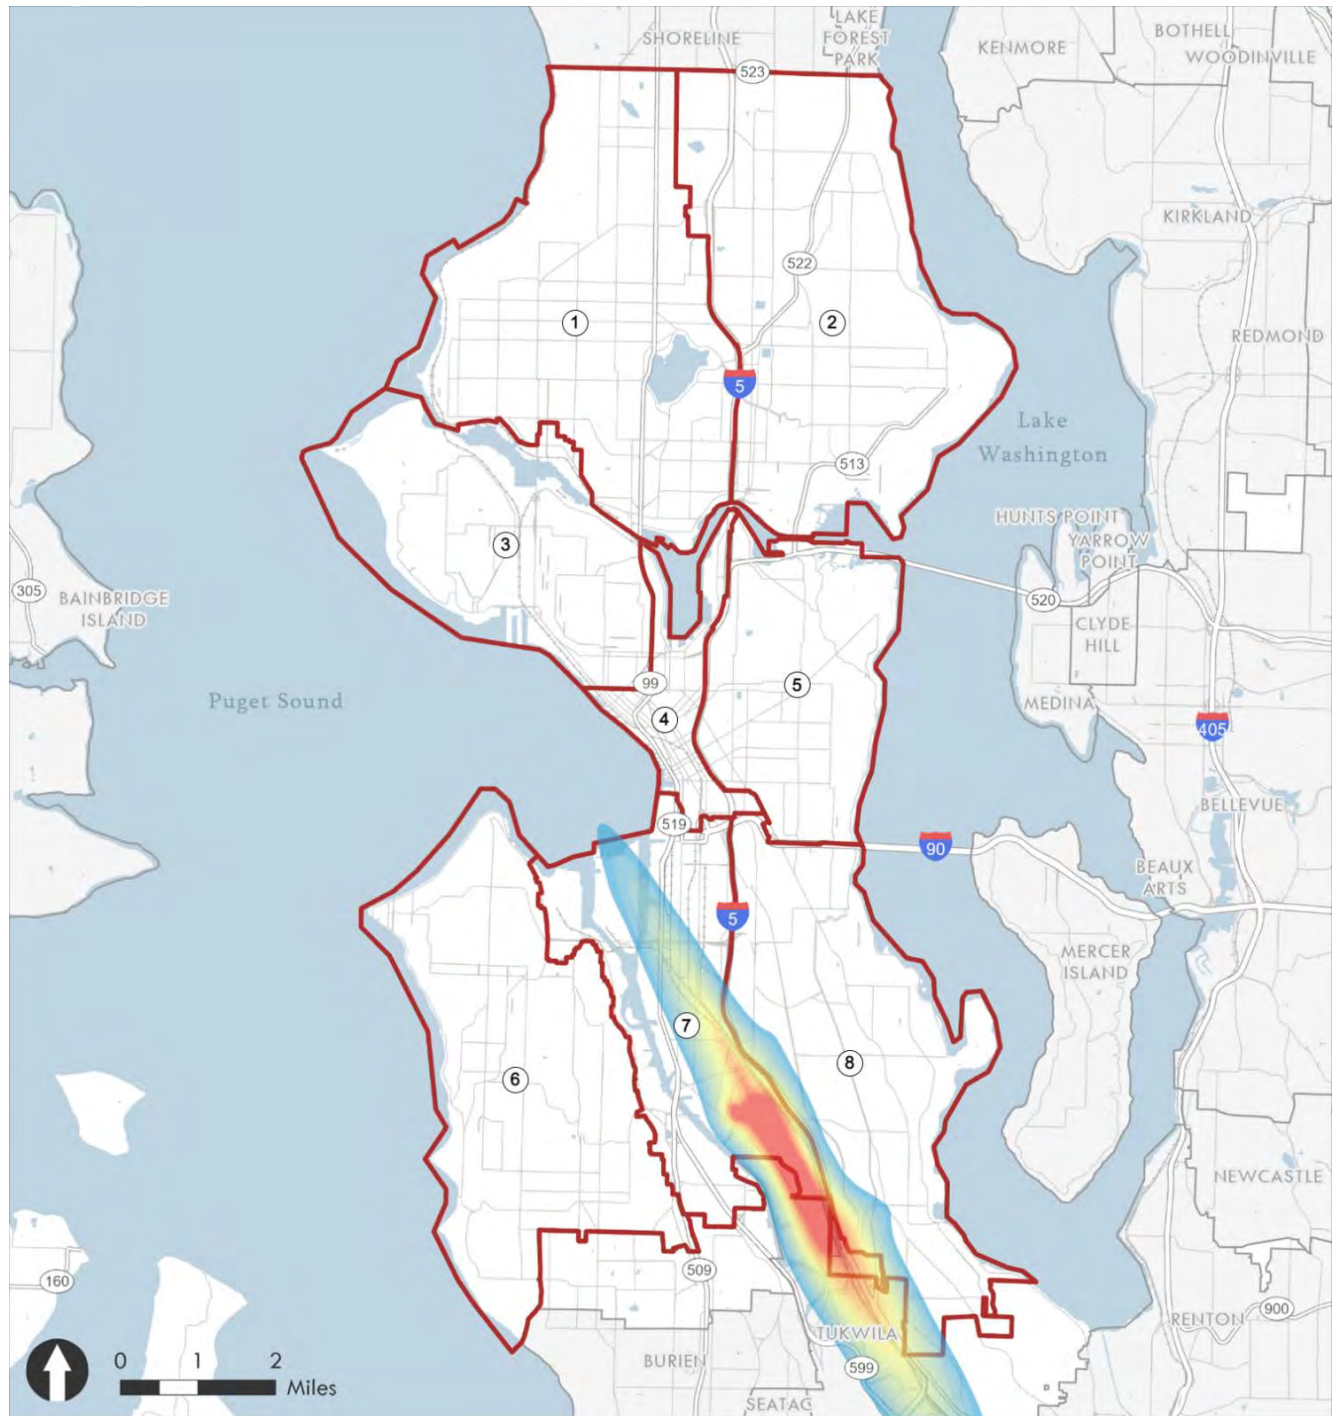 SHORELINE
LAKE
FOREST
PARK
KENMORE
BOTHELL
WOODINVILLE
523
KIRKLAND
522
1
2
REDMOND
5
Lake
Washington
513
HUNTS POINT
YARROW
POINT
3
305
BAINBRIDGE
ISLAND
520
CLYDE
HILL
99
5
Puget Sound
4
MEDINA
405
519
BELLEVUE
90
BEAUX
ARTS
5
MERCER
ISLAND
7
8
6
NEWCASTLE
160
509
900
RENTON
TUKWILA
0 1 2
Miles
BURIEN
599
SEATAC